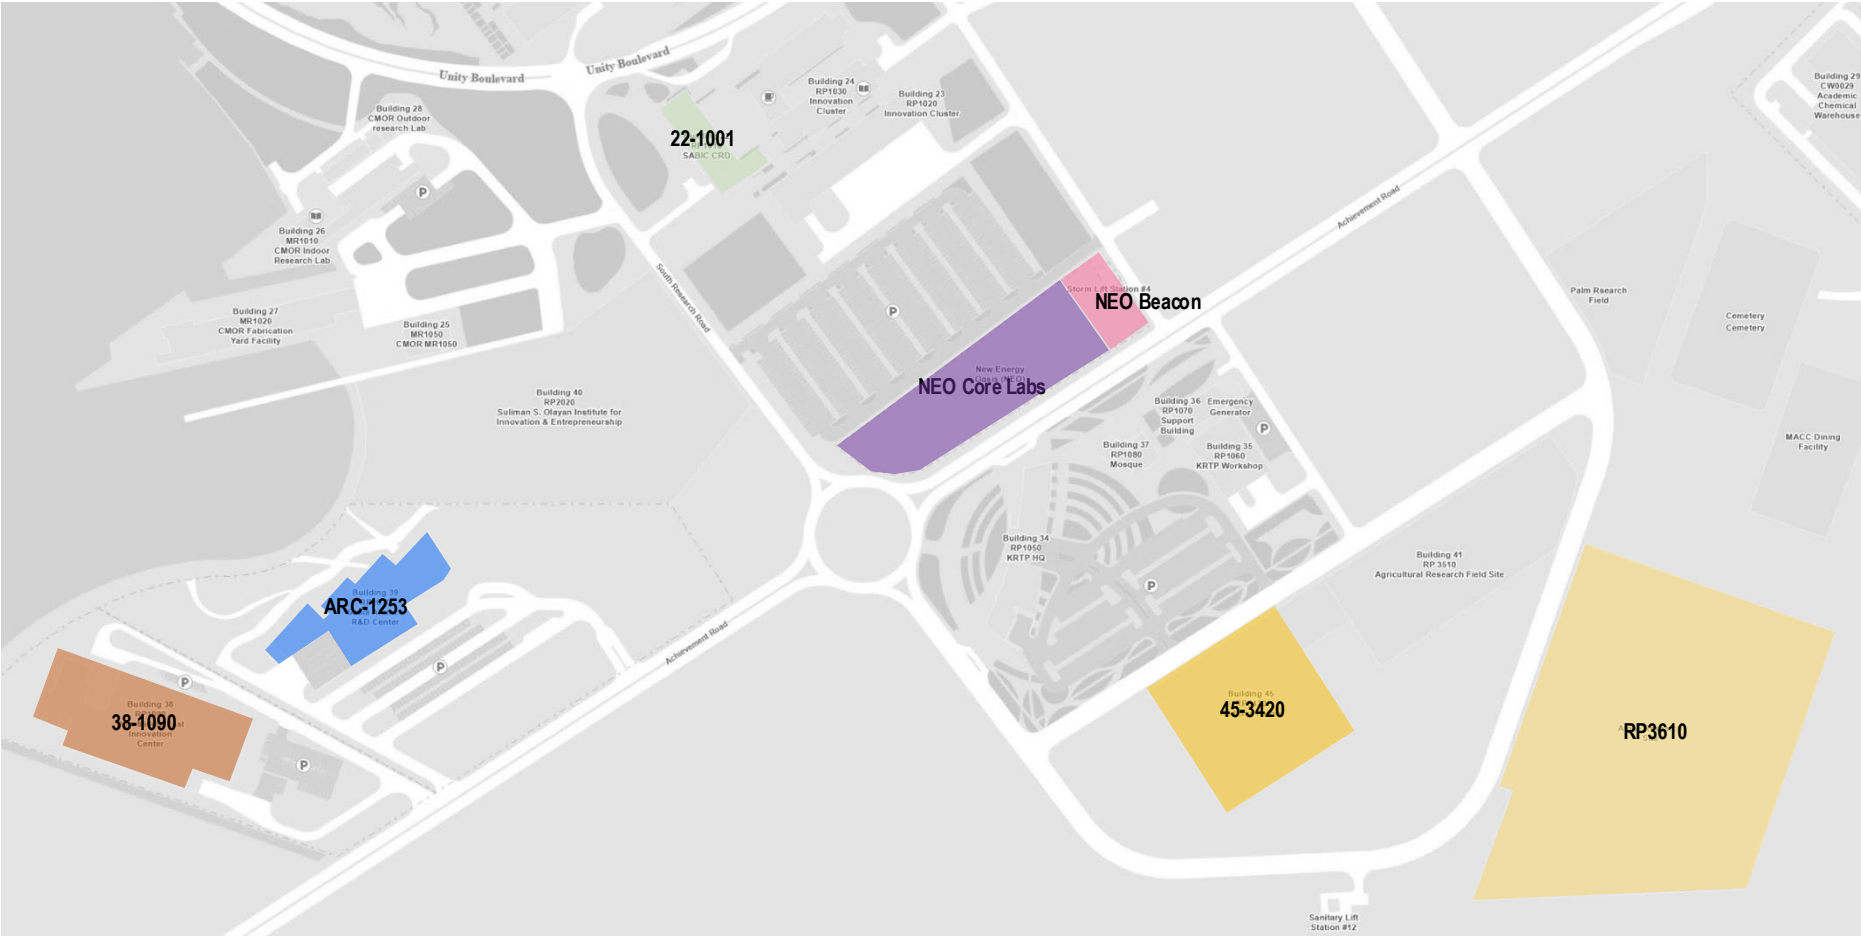 Unity Boulevard
Unity Boulevard
Building 28
CMOR Outdoor
research Lab
Building 24
RP1030
Innovation
Cluster
Building 23
RP1020
Innovation Cluster
Building 29
CW0029
Academic
Chemical
Warehouse
22-1001
SABIC CRD
P
Building 26
MR1010
CMOR Indoor
Research Lab
Achievement Road
South Research Road
Storm Lift Station #4
NEO Beacon
Palm Rsearch
Field
Cemetery
Cemetery
Building 27
MR1020
CMOR Fabrication
Yard Facility
Building 25
MR1050
CMOR MR1050
P
New Energy
Oasis (NEO)
NEO Core Labs
Building 40
RP2020
Suliman S. Olayan Institute for
Innovation & Entrepreneurship
Building 36
RP1070
Support
Building
Emergency
Generator
P
Building 37
RP1080
Mosque
Building 35
RP1060
KRTP Workshop
MACC Dining
Facility
Building 34
RP1050
KRTP HQ
Building 41
RP 3510
Agricultural Research Field Site
P
Building 39
ARC-1253
R&D Center
Achievement Road
P
P
Building 38
38-1090
Innovation
Center
P
Building 45
45-3420
RP3610
Sanitary Lift
Station #12